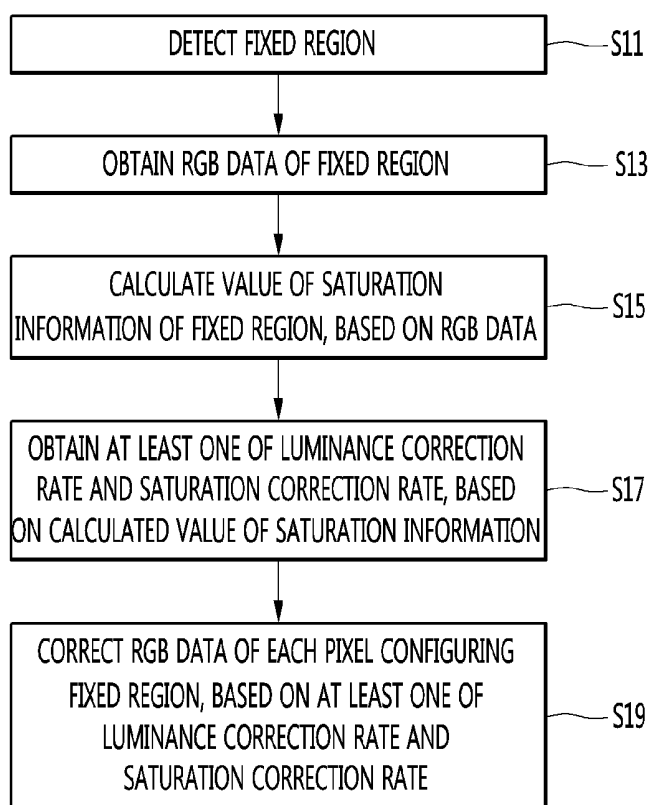 DETECT FIXED REGION
S11
OBTAIN RGB DATA OF FIXED REGION
S13
CALCULATE VALUE OF SATURATION
INFORMATION OF FIXED REGION, BASED ON RGB DATA
S15
OBTAIN AT LEAST ONE OF LUMINANCE CORRECTION
RATE AND SATURATION CORRECTION RATE, BASED
ON CALCULATED VALUE OF SATURATION INFORMATION
S17
CORRECT RGB DATA OF EACH PIXEL CONFIGURING
FIXED REGION, BASED ON AT LEAST ONE OF
LUMINANCE CORRECTION RATE AND
SATURATION CORRECTION RATE
S19